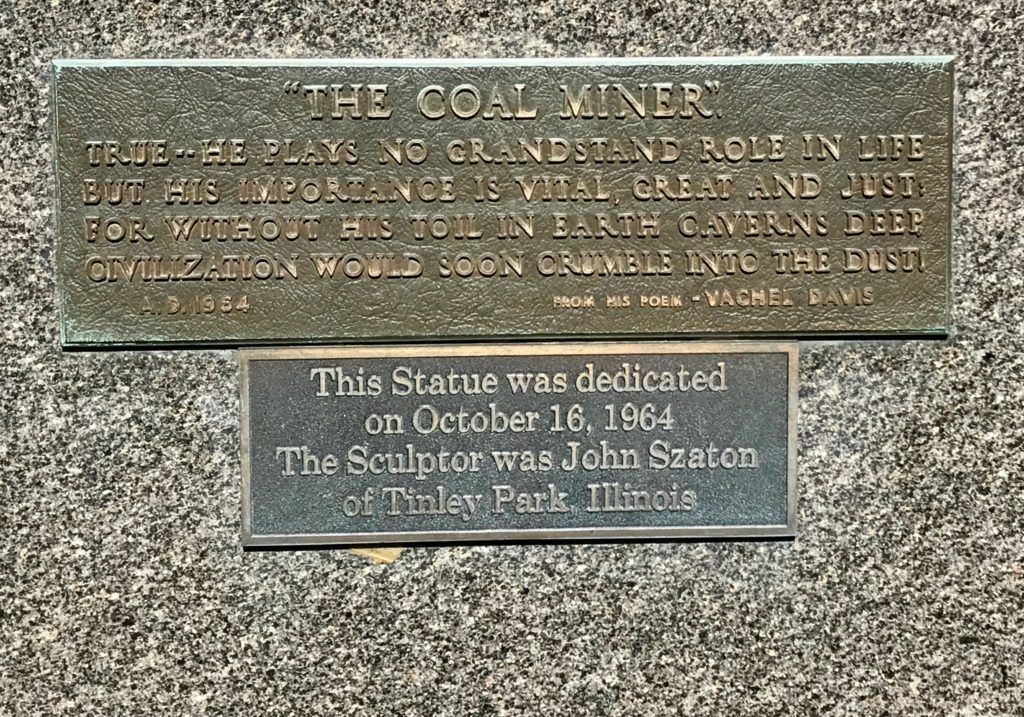 "THE COAL MINER".
TRUE--HE PLAYS NO GRANDSTAND ROLE IN LIFE
BUT HIS IMPORTANCE IS VITAL, GREAT AND JUST:
FOR WITHOUT HIS TOIL IN EARTH CAVERNS DEEP,
CIVILIZATION WOULD SOON CRUMBLE INTO THE DUST!
A.D. 1964 FROM HIS POEM - VACHEL DAVIS
This Statue was dedicated
on October 16, 1964
The Sculptor was John Szaton
of Tinley Park, Illinois